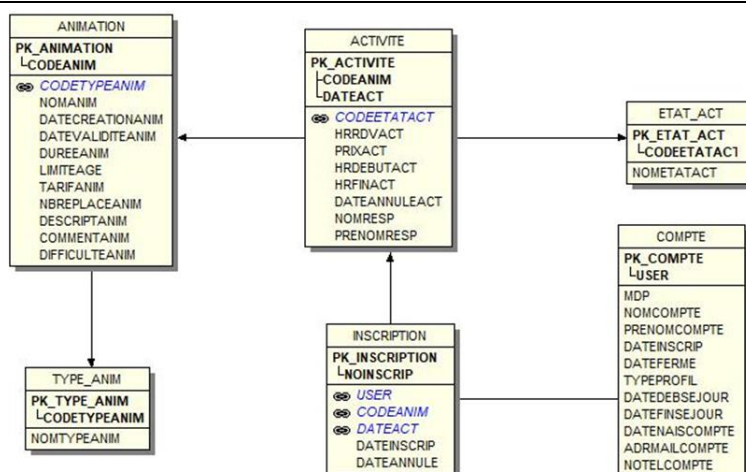 ANIMATION
PK_ANIMATION
CODEANIM
CODETYPEANIM
NOMANIM
DATECREATIONANIM
DATEVALIDITEANIM
DUREEANIM
LIMITEAGE
TARIFANIM
NBREPLACEANIM
DESCRIPTANIM
COMMENTANIM
DIFFICULTEANIM
ACTIVITE
PK_ACTIVITE
CODEANIM
DATEACT
CODEETATACT
HRRDVACT
PRIXACT
HRDEBUTACT
HRFINACT
DATEANNULEACT
NOMRESP
PRENOMRESP
ETAT_ACT
PK_ETAT_ACT
CODEETATACT
NOMETATACT
COMPTE
PK_COMPTE
USER
MDP
NOMCOMPTE
PRENOMCOMPTE
DATEINSCRIP
DATEFERME
TYPEPROFIL
DATEDEBSEJOUR
DATEFINSEJOUR
DATENAISCOMPTE
ADRMAILCOMPTE
NOTELCOMPTE
INSCRIPTION
PK_INSCRIPTION
NOINSCRIP
USER
CODEANIM
DATEACT
DATEINSCRIP
DATEANNULE
TYPE_ANIM
PK_TYPE_ANIM
CODETYPEANIM
NOMTYPEANIM